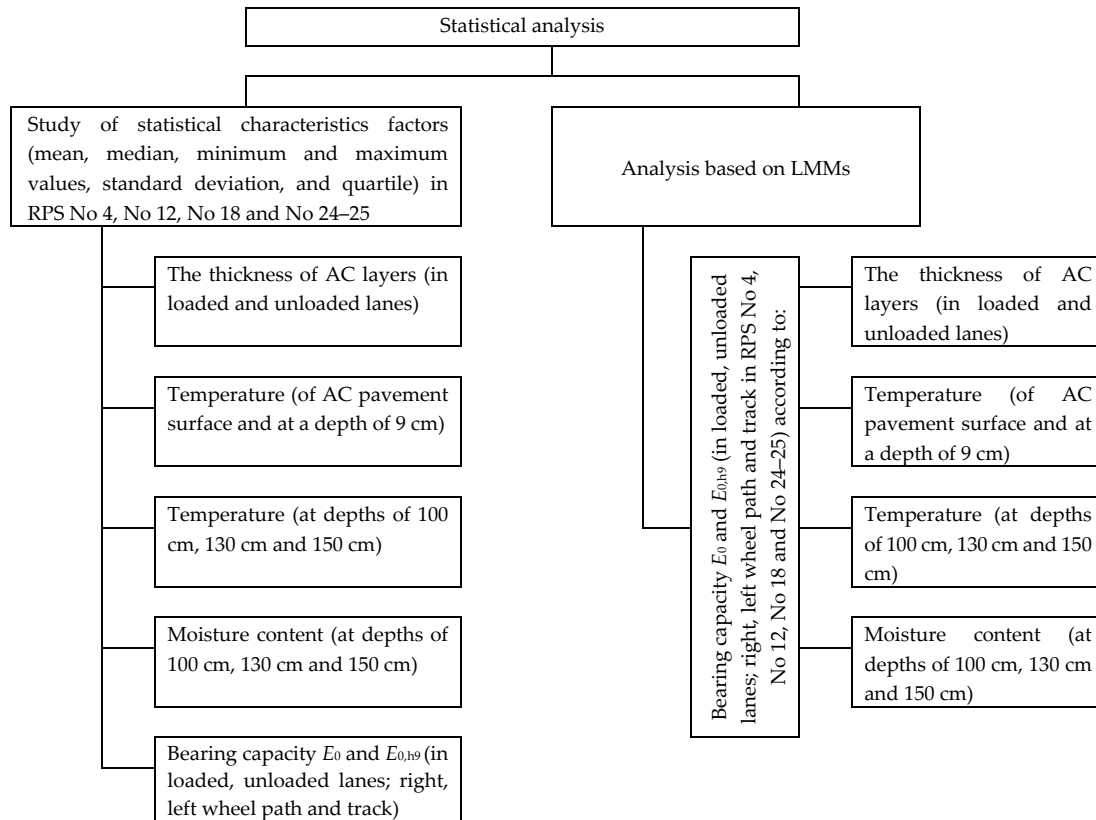 Statistical analysis
Study of statistical characteristics factors
(mean, median, minimum and maximum
values, standard deviation, and quartile) in
RPS No 4, No 12, No 18 and No 24–25
The thickness of AC layers (in
loaded and unloaded lanes)
Temperature (of AC pavement
surface and at a depth of 9 cm)
Temperature (at depths of 100
cm, 130 cm and 150 cm)
Moisture content (at depths of
100 cm, 130 cm and 150 cm)
Bearing capacity E0 and E0,h9 (in
loaded, unloaded lanes; right,
left wheel path and track)
Analysis based on LMMs
Bearing capacity E0 and E0,h9 (in loaded, unloaded
lanes; right, left wheel path and track in RPS No 4,
No 12, No 18 and No 24–25) according to:
The thickness of AC
layers (in loaded and
unloaded lanes)
Temperature (of AC
pavement surface and at
a depth of 9 cm)
Temperature (at depths
of 100 cm, 130 cm and 150
cm)
Moisture content (at
depths of 100 cm, 130 cm
and 150 cm)